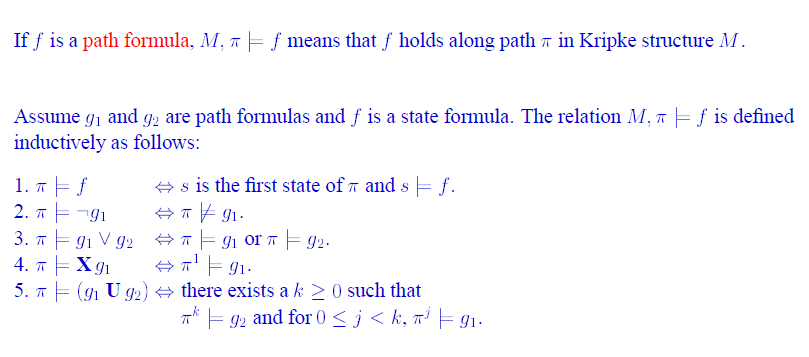 If f is a path formula, M, π ⊨ f means that f holds along path π in Kripke structure M.
Assume g₁ and g₂ are path formulas and f is a state formula. The relation M, π ⊨ f is defined
inductively as follows:
1. π ⊨ f ⇔ s is the first state of π and s ⊨ f.
2. π ⊨ ¬g₁ ⇔ π ⊭ g₁.
3. π ⊨ g₁ ∨ g₂ ⇔ π ⊨ g₁ or π ⊨ g₂.
4. π ⊨ X g₁ ⇔ π¹ ⊨ g₁.
5. π ⊨ (g₁ U g₂) ⇔ there exists a k ≥ 0 such that
πᵏ ⊨ g₂ and for 0 ≤ j < k, πʲ ⊨ g₁.